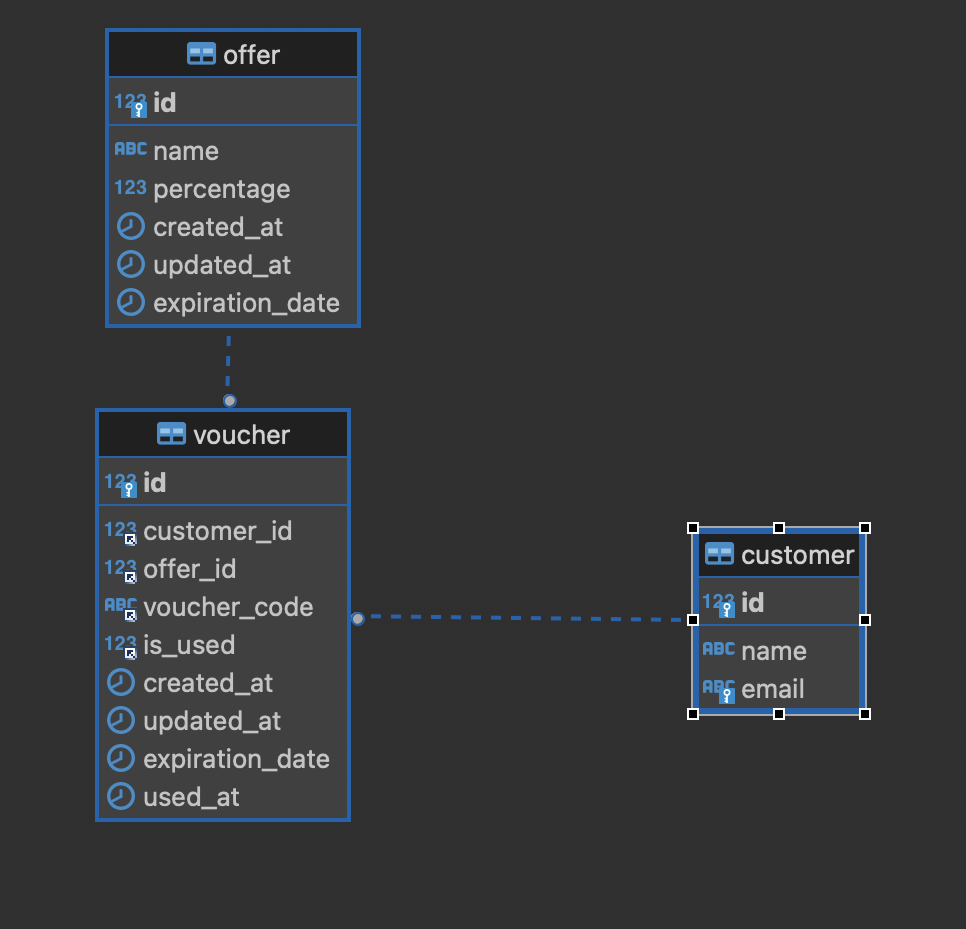 offer
123 id
ABC name
123 percentage
created_at
updated_at
expiration_date
voucher
123 id
123 customer_id
123 offer_id
ABC voucher_code
123 is_used
created_at
updated_at
expiration_date
used_at
customer
123 id
ABC name
ABC email